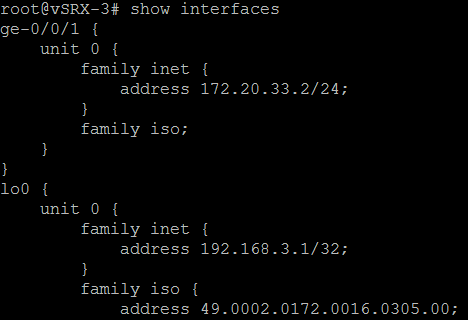 root@vSRX-3# show interfaces
ge-0/0/1 {
    unit 0 {
        family inet {
            address 172.20.33.2/24;
        }
        family iso;
    }
}
lo0 {
    unit 0 {
        family inet {
            address 192.168.3.1/32;
        }
        family iso {
            address 49.0002.0172.0016.0305.00;